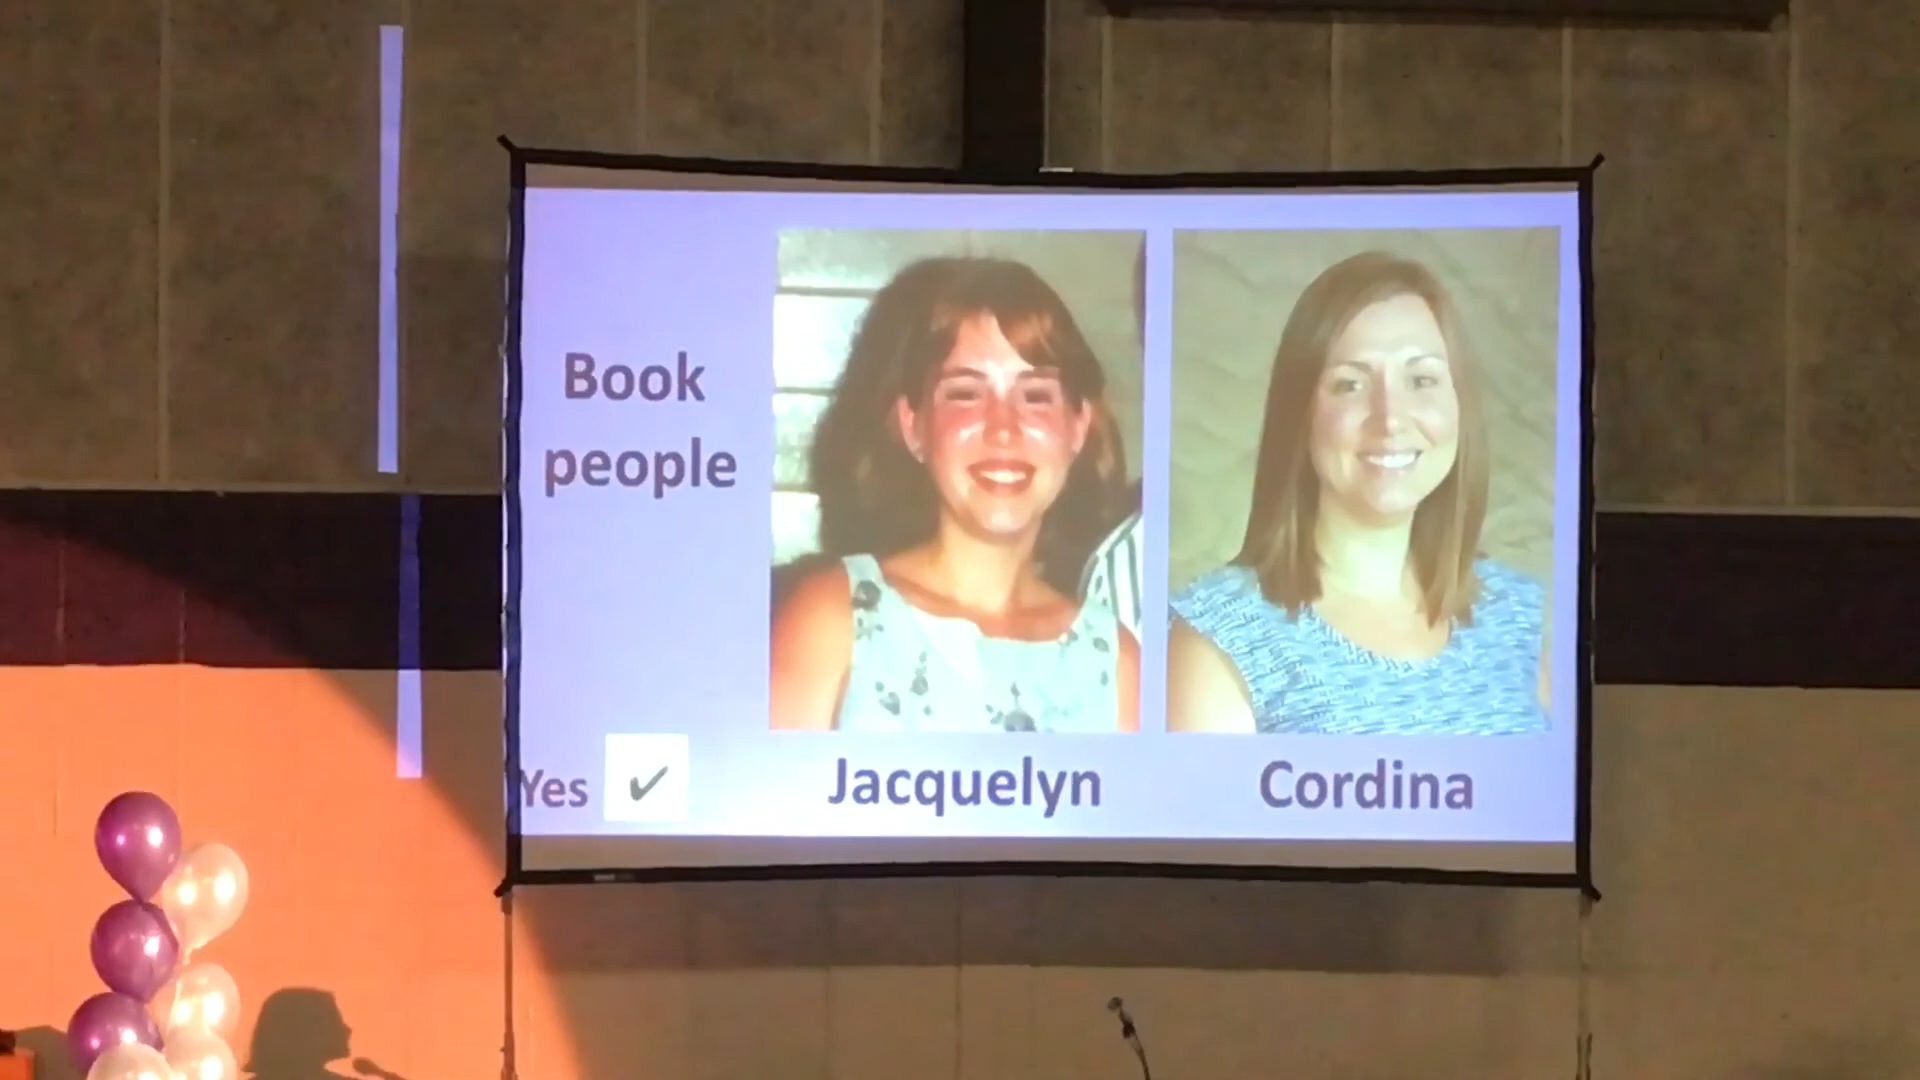 Book
people
Yes ✔
Jacquelyn
Cordina